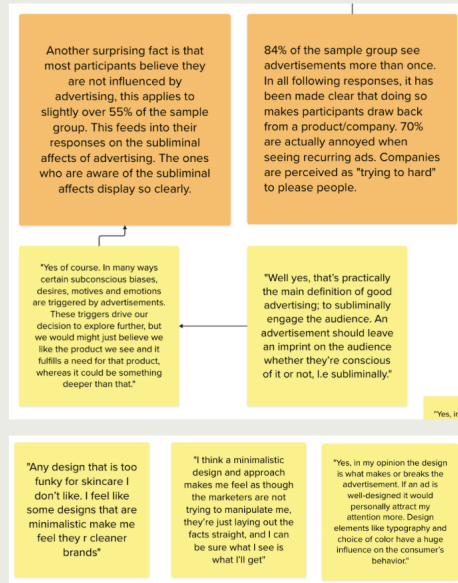 Another surprising fact is that
most participants believe they
are not influenced by
advertising, this applies to
slightly over 55% of the sample
group. This feeds into their
responses on the subliminal
affects of advertising. The ones
who are aware of the subliminal
affects display so clearly.
84% of the sample group see
advertisements more than once.
In all following responses, it has
been made clear that doing so
makes participants draw back
from a product/company. 70%
are actually annoyed when
seeing recurring ads. Companies
are perceived as "trying to hard"
to please people.
"Yes of course. In many ways
certain subconscious biases,
desires, motives and emotions
are triggered by advertisements.
These triggers drive our
decision to explore further, but
we would might just believe we
like the product we see and it
fulfills a need for that product,
whereas it could be something
deeper than that."
"Well yes, that's practically
the main definition of good
advertising; to subliminally
engage the audience. An
advertisement should leave
an imprint on the audience
whether they're conscious
of it or not, I.e subliminally."
"Yes, in
"Any design that is too
funky for skincare I
don't like. I feel like
some designs that are
minimalistic make me
feel they r cleaner
brands"
"I think a minimalistic
design and approach
makes me feel as though
the marketers are not
trying to manipulate me,
they're just laying out the
facts straight, and I can
be sure what I see is
what I'll get"
"Yes, in my opinion the design
is what makes or breaks the
advertisement. If an ad is
well-designed it would
personally attract my
attention more. Design
elements like typography and
choice of color have a huge
influence on the consumer's
behavior."